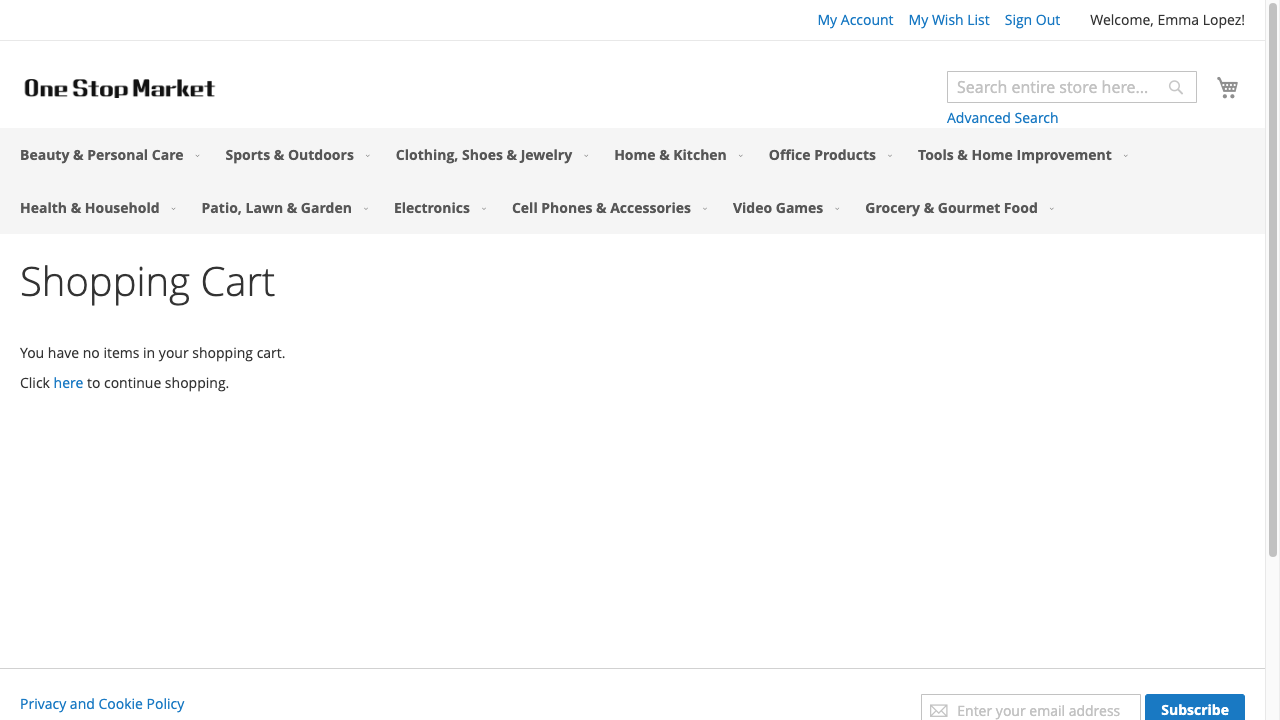 My Account My Wish List Sign Out Welcome, Emma Lopez!
One Stop Market
Search entire store here...
Advanced Search
Beauty & Personal Care Sports & Outdoors Clothing, Shoes & Jewelry Home & Kitchen Office Products Tools & Home Improvement
Health & Household Patio, Lawn & Garden Electronics Cell Phones & Accessories Video Games Grocery & Gourmet Food
Shopping Cart
You have no items in your shopping cart.
Click here to continue shopping.
Privacy and Cookie Policy
Enter your email address Subscribe